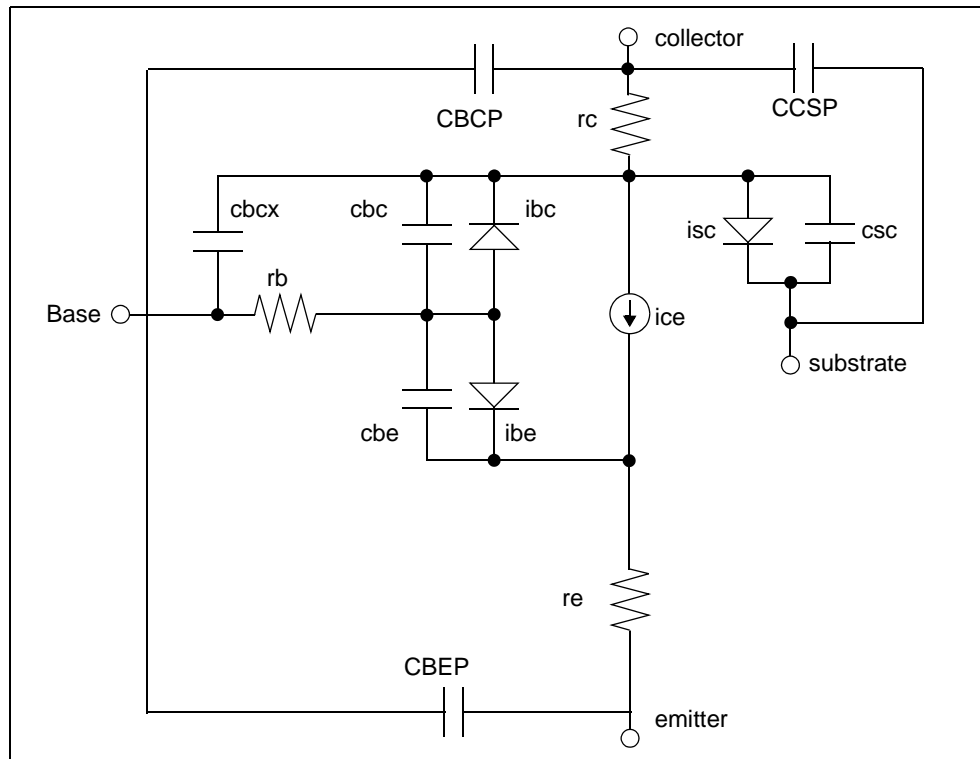 collector
CBCP
CCSP
rc
cbcx
cbc
ibc
isc
csc
rb
Base
ice
substrate
cbe
ibe
re
CBEP
emitter